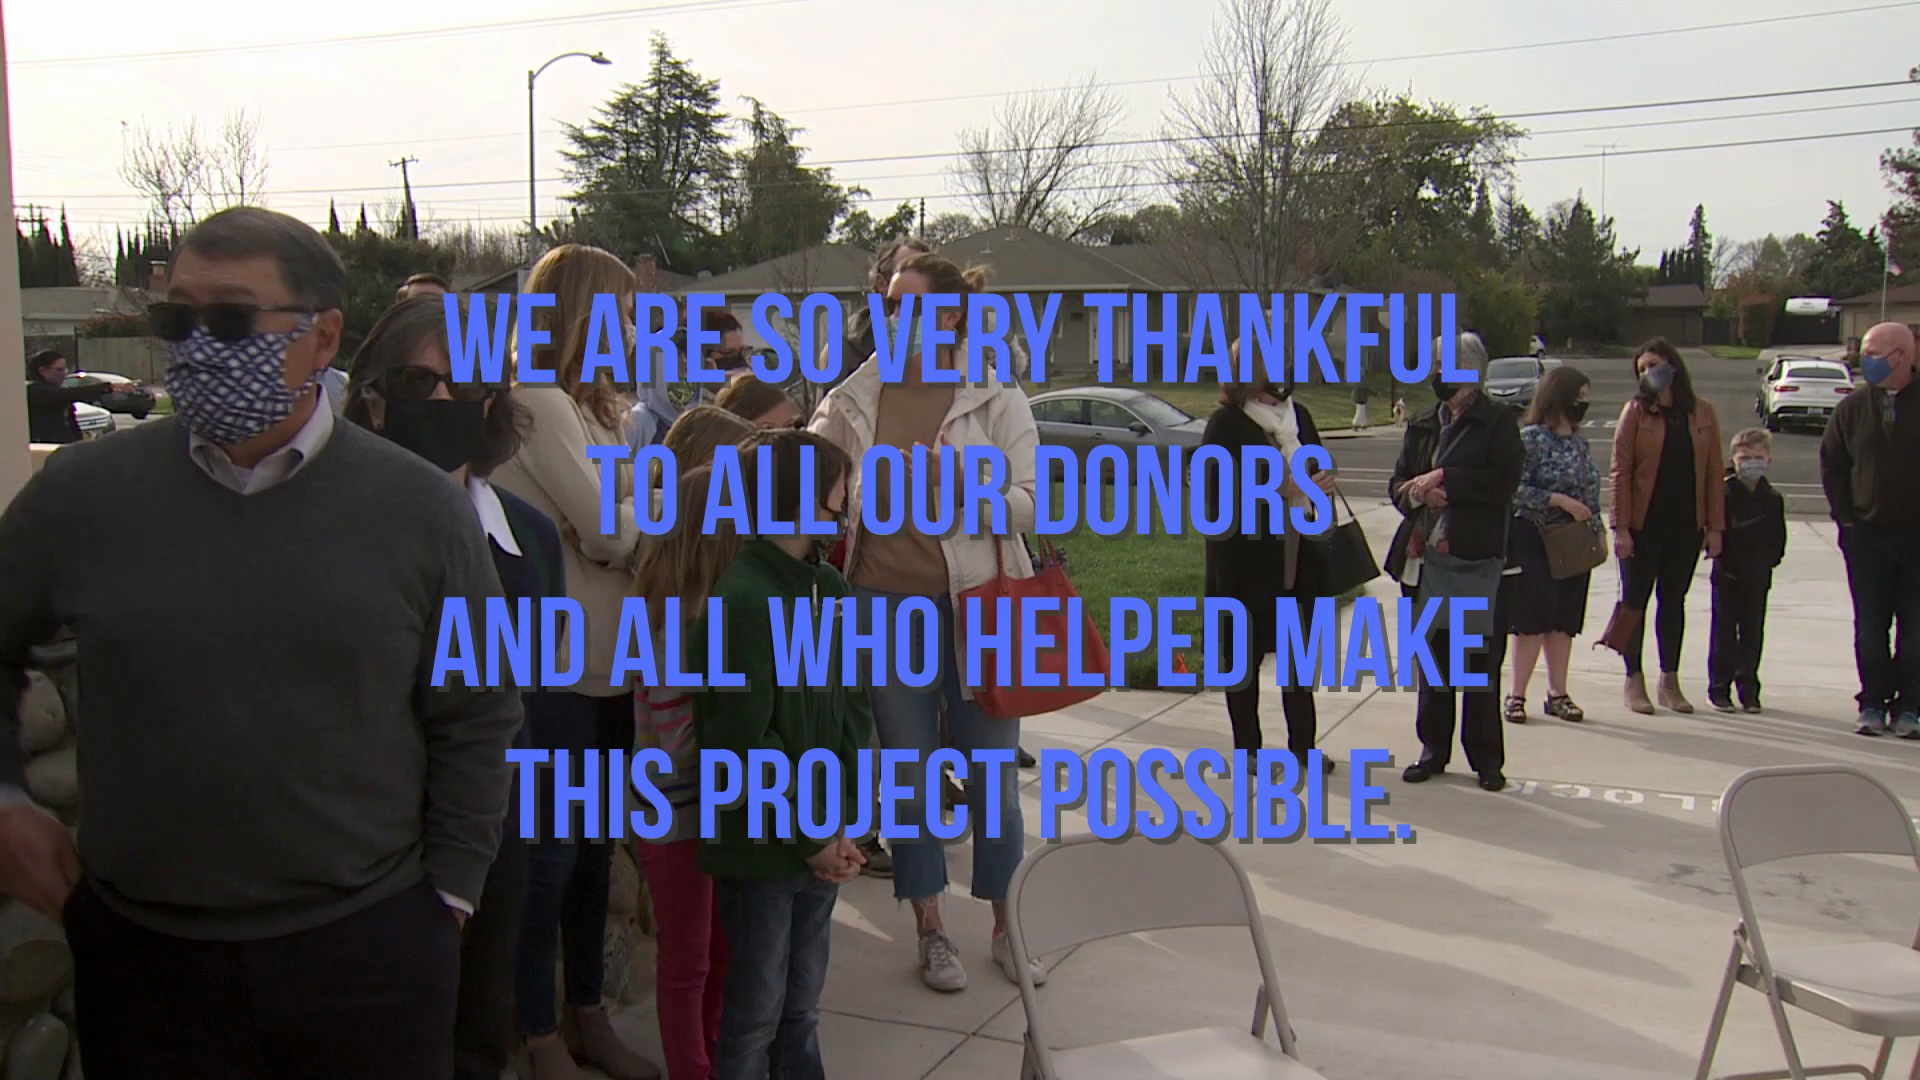 WE ARE SO VERY THANKFUL
TO ALL OUR DONORS
AND ALL WHO HELPED MAKE
THIS PROJECT POSSIBLE.